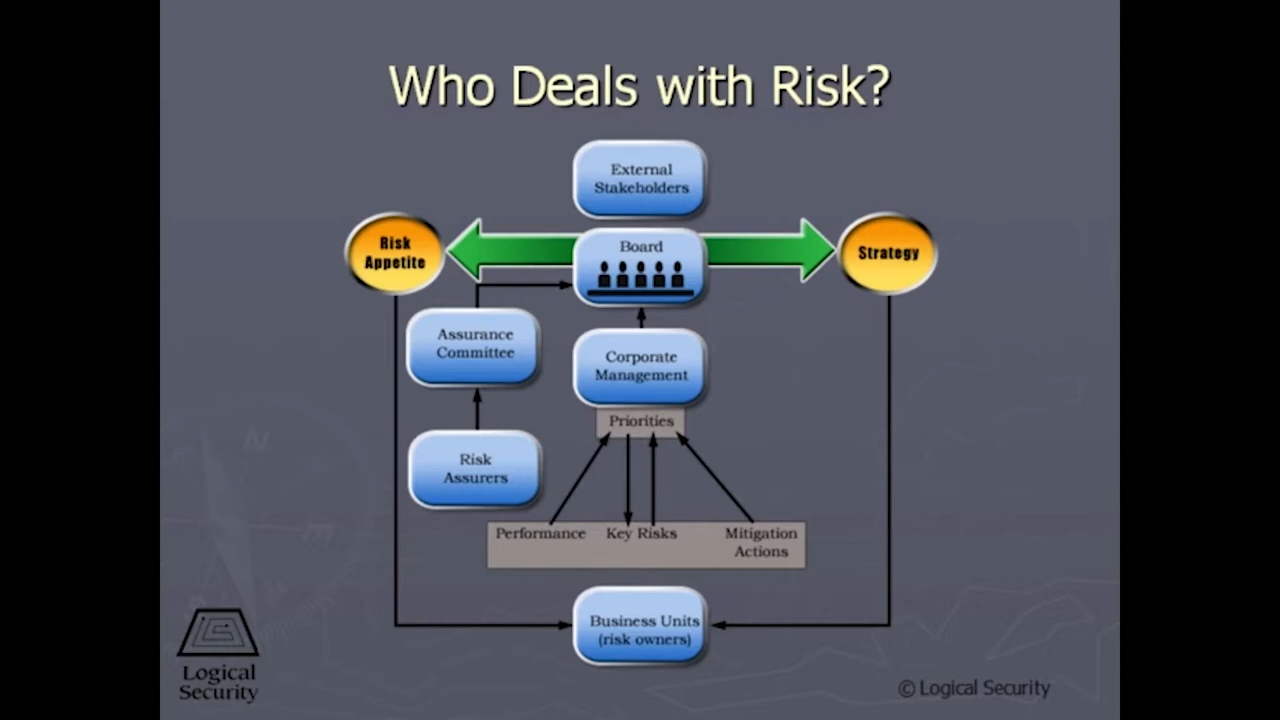 Who Deals with Risk?
External
Stakeholders
Risk
Appetite
Board
Strategy
Assurance
Committee
Corporate
Management
Priorities
Risk
Assurers
Performance
Key Risks
Mitigation
Actions
Business Units
(risk owners)
Logical
Security
© Logical Security
N